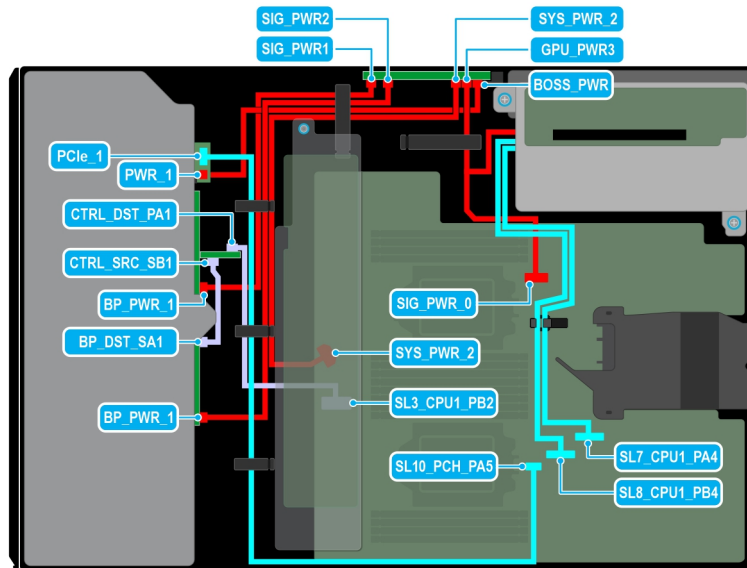 SIG_PWR2
SYS_PWR_2
SIG_PWR1
GPU_PWR3
BOSS_PWR
PCIe_1
PWR_1
CTRL_DST_PA1
CTRL_SRC_SB1
BP_PWR_1
SIG_PWR_0
BP_DST_SA1
SYS_PWR_2
SL3_CPU1_PB2
BP_PWR_1
SL7_CPU1_PA4
SL10_PCH_PA5
SL8_CPU1_PB4